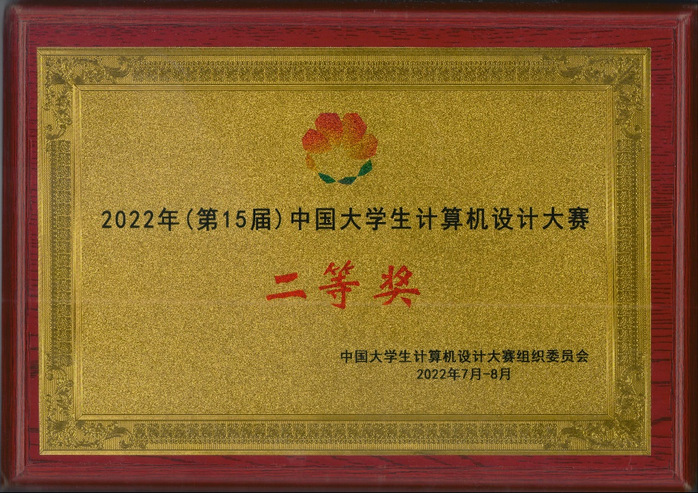 2022年(第15届)中国大学生计算机设计大赛
二等奖
中国大学生计算机设计大赛组织委员会
2022年7月-8月